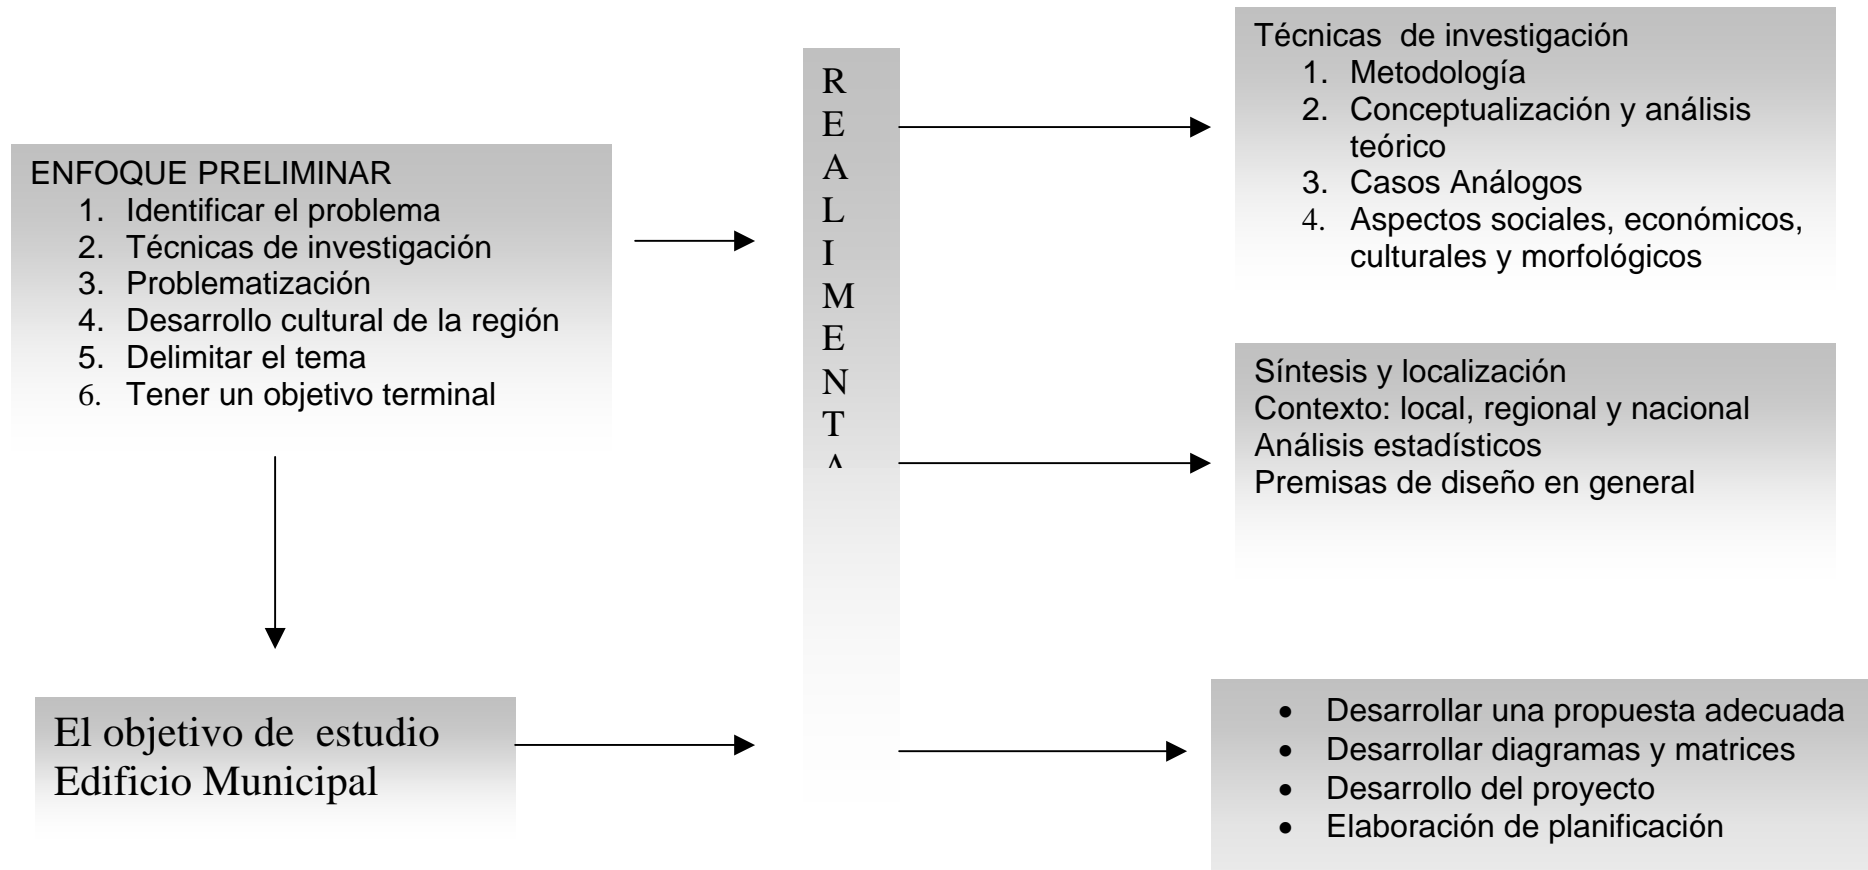 ENFOQUE PRELIMINAR
1. Identificar el problema
2. Técnicas de investigación
3. Problematización
4. Desarrollo cultural de la región
5. Delimitar el tema
6. Tener un objetivo terminal
El objetivo de estudio
Edificio Municipal
R
E
A
L
I
M
E
N
T
A
Técnicas de investigación
1. Metodología
2. Conceptualización y análisis
teórico
3. Casos Análogos
4. Aspectos sociales, económicos,
culturales y morfológicos
Síntesis y localización
Contexto: local, regional y nacional
Análisis estadísticos
Premisas de diseño en general
• Desarrollar una propuesta adecuada
• Desarrollar diagramas y matrices
• Desarrollo del proyecto
• Elaboración de planificación